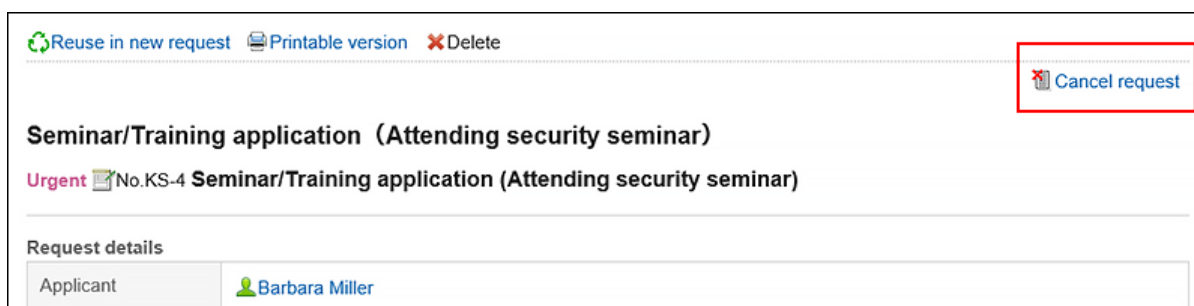 Reuse in new request Printable version Delete
Cancel request
Seminar/Training application（Attending security seminar）
Urgent No.KS-4 Seminar/Training application (Attending security seminar)
Request details
Applicant Barbara Miller